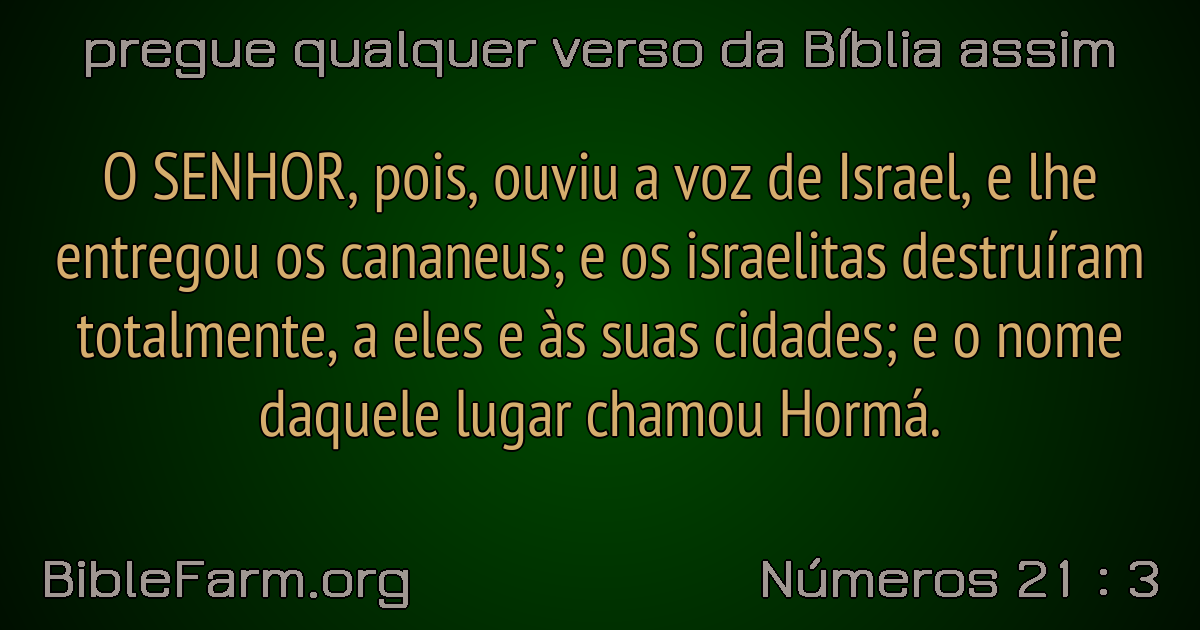 pregue qualquer verso da Bíblia assim
O SENHOR, pois, ouviu a voz de Israel, e lhe
entregou os cananeus; e os israelitas destruíram
totalmente, a eles e às suas cidades; e o nome
daquele lugar chamou Hormá.
BibleFarm.org
Números 21 : 3